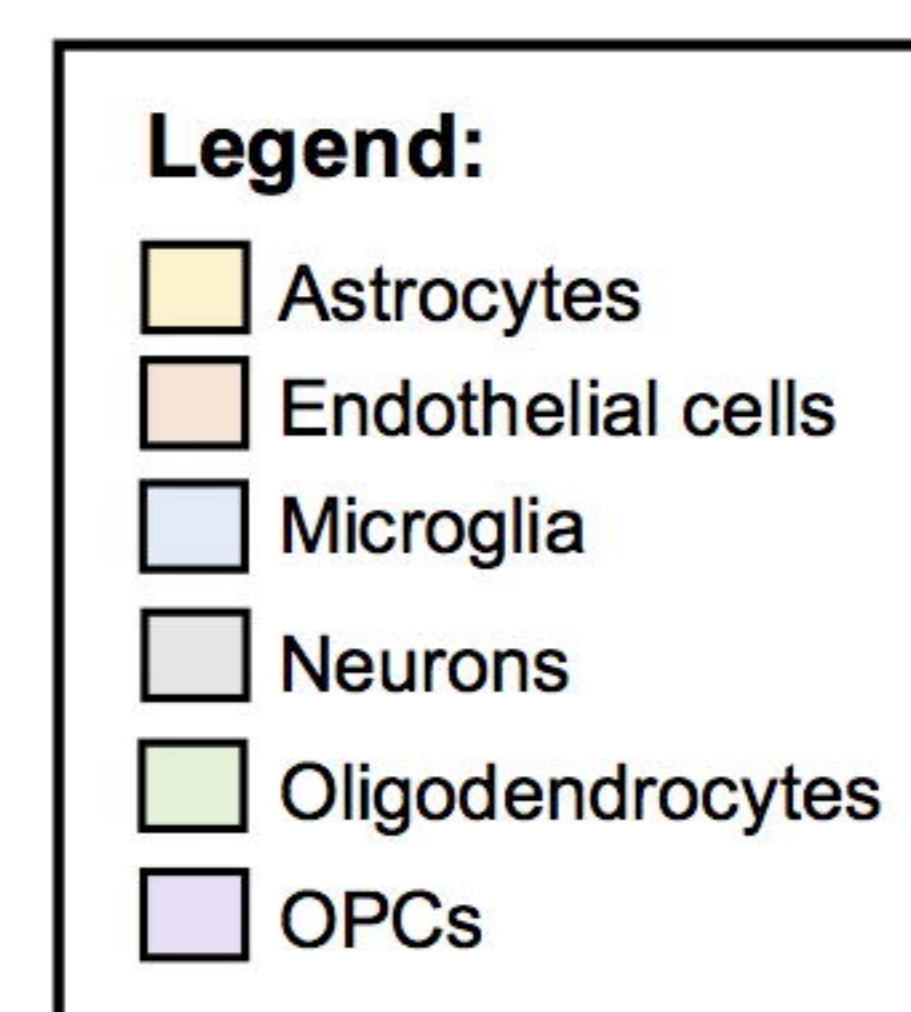 Legend:
Astrocytes
Endothelial cells
Microglia
Neurons
Oligodendrocytes
OPCs